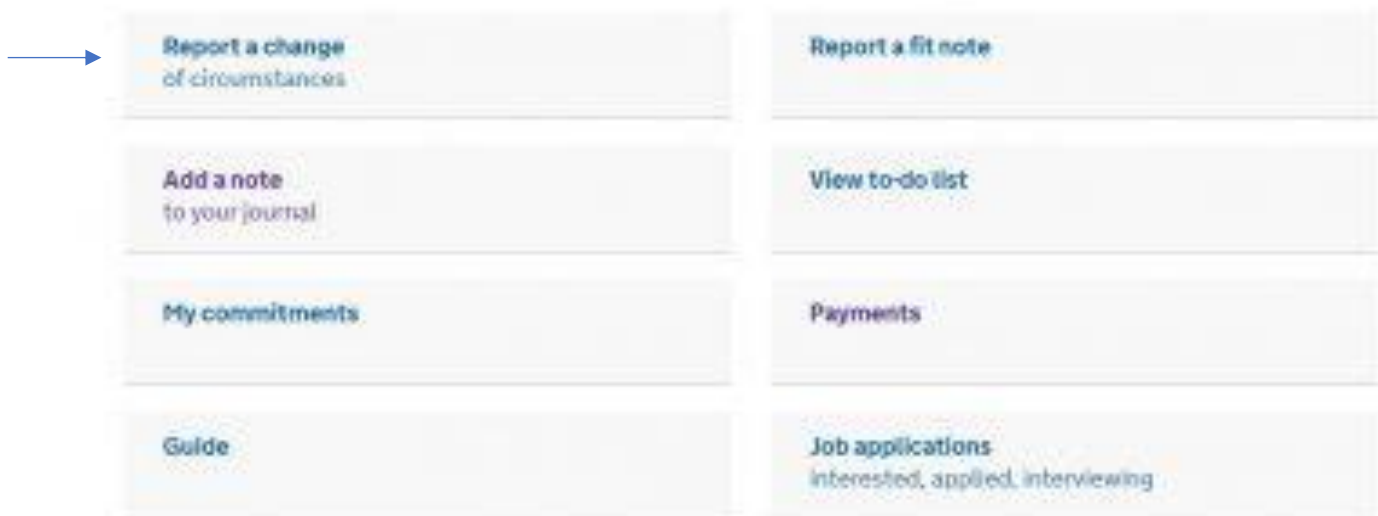 Report a change
of circumstances
Report a fit note
Add a note
to your journal
View to-do list
My commitments
Payments
Guide
Job applications
interested, applied, interviewing